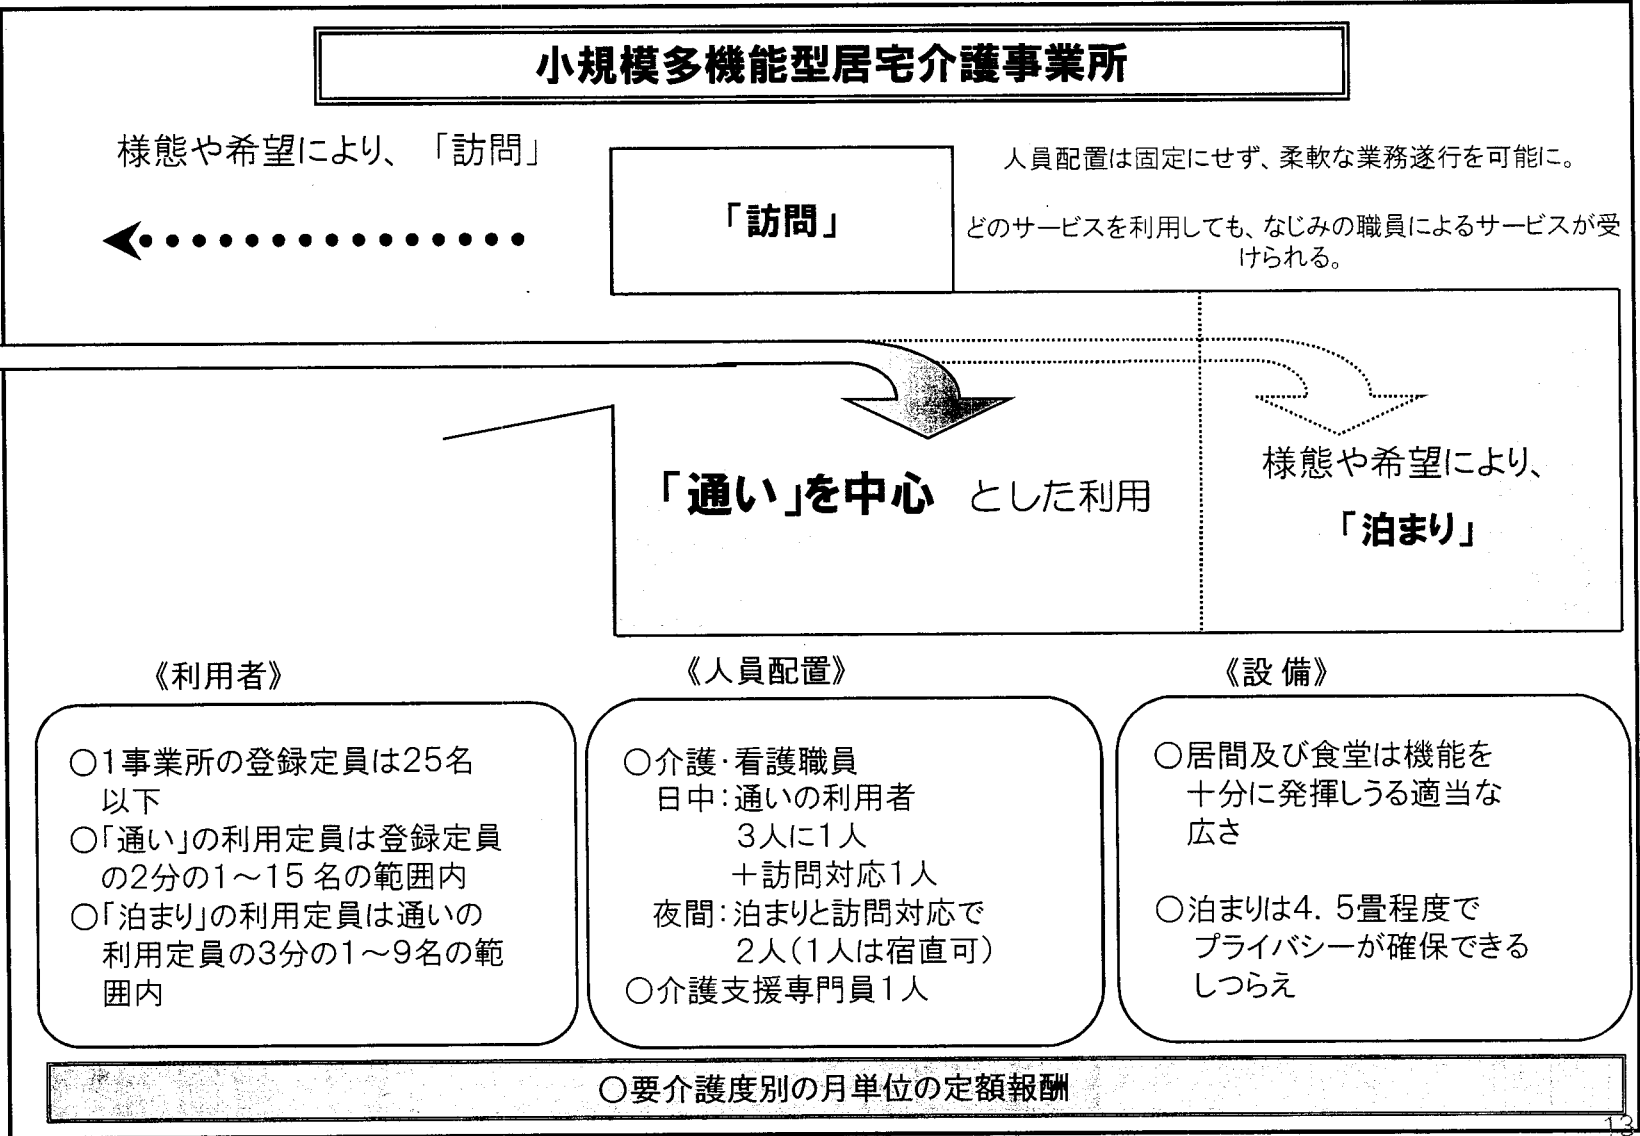 小規模多機能型居宅介護事業所
様態や希望により、「訪問」
「訪問」
人員配置は固定にせず、柔軟な業務遂行を可能に。
どのサービスを利用しても、なじみの職員によるサービスが受
けられる。
「通い」を中心 とした利用
様態や希望により、
「泊まり」
《利用者》
○1事業所の登録定員は25名
以下
○「通い」の利用定員は登録定員
の2分の1～15名の範囲内
○「泊まり」の利用定員は通いの
利用定員の3分の1～9名の範
囲内
《人員配置》
○介護・看護職員
日中：通いの利用者
3人に1人
＋訪問対応1人
夜間：泊まりと訪問対応で
2人（1人は宿直可）
○介護支援専門員1人
《設 備》
○居間及び食堂は機能を
十分に発揮しうる適当な
広さ
○泊まりは4．5畳程度で
プライバシーが確保できる
しつらえ
○要介護度別の月単位の定額報酬
13